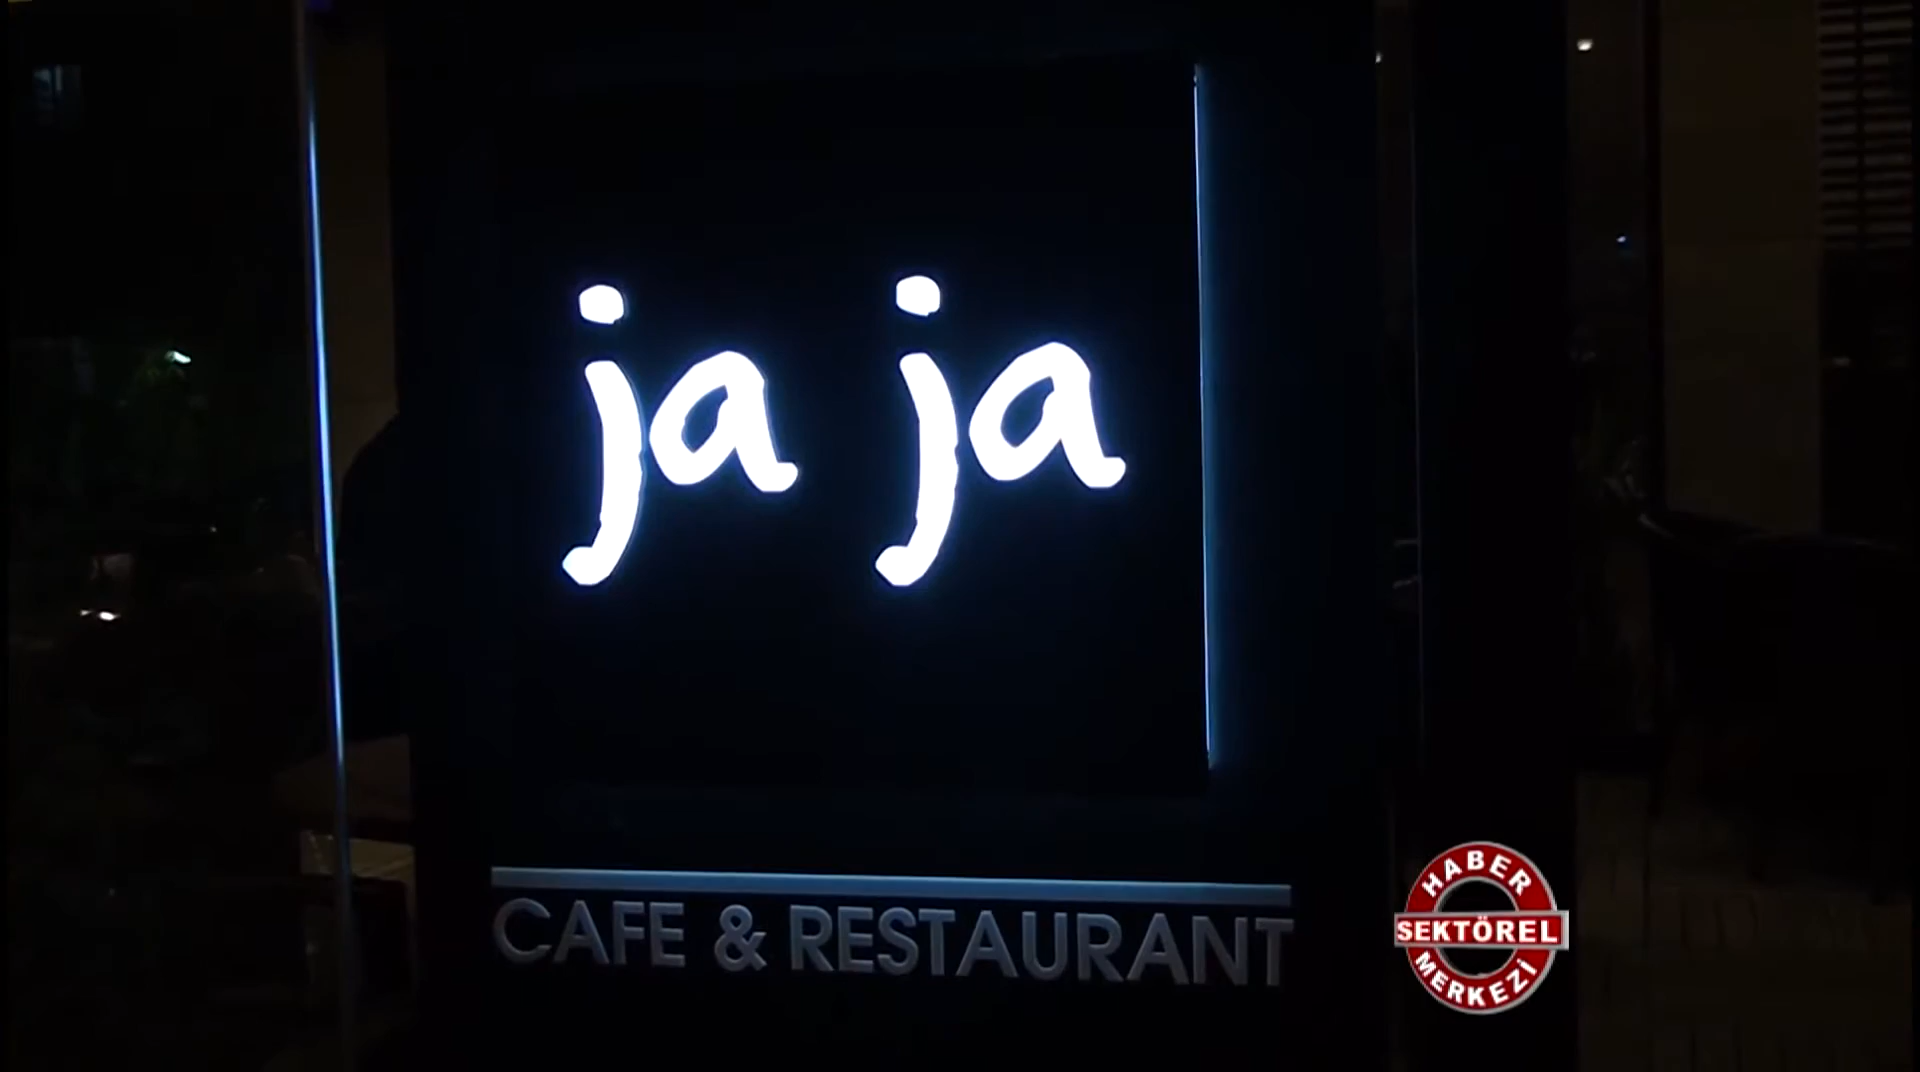 ja ja
CAFE & RESTAURANT
HABER
SEKTÖREL
MERKEZİ